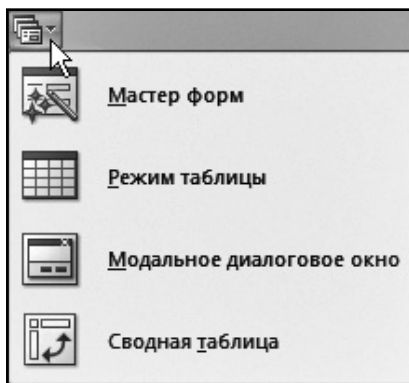 Мастер форм
Режим таблицы
Модальное диалоговое окно
Сводная таблица